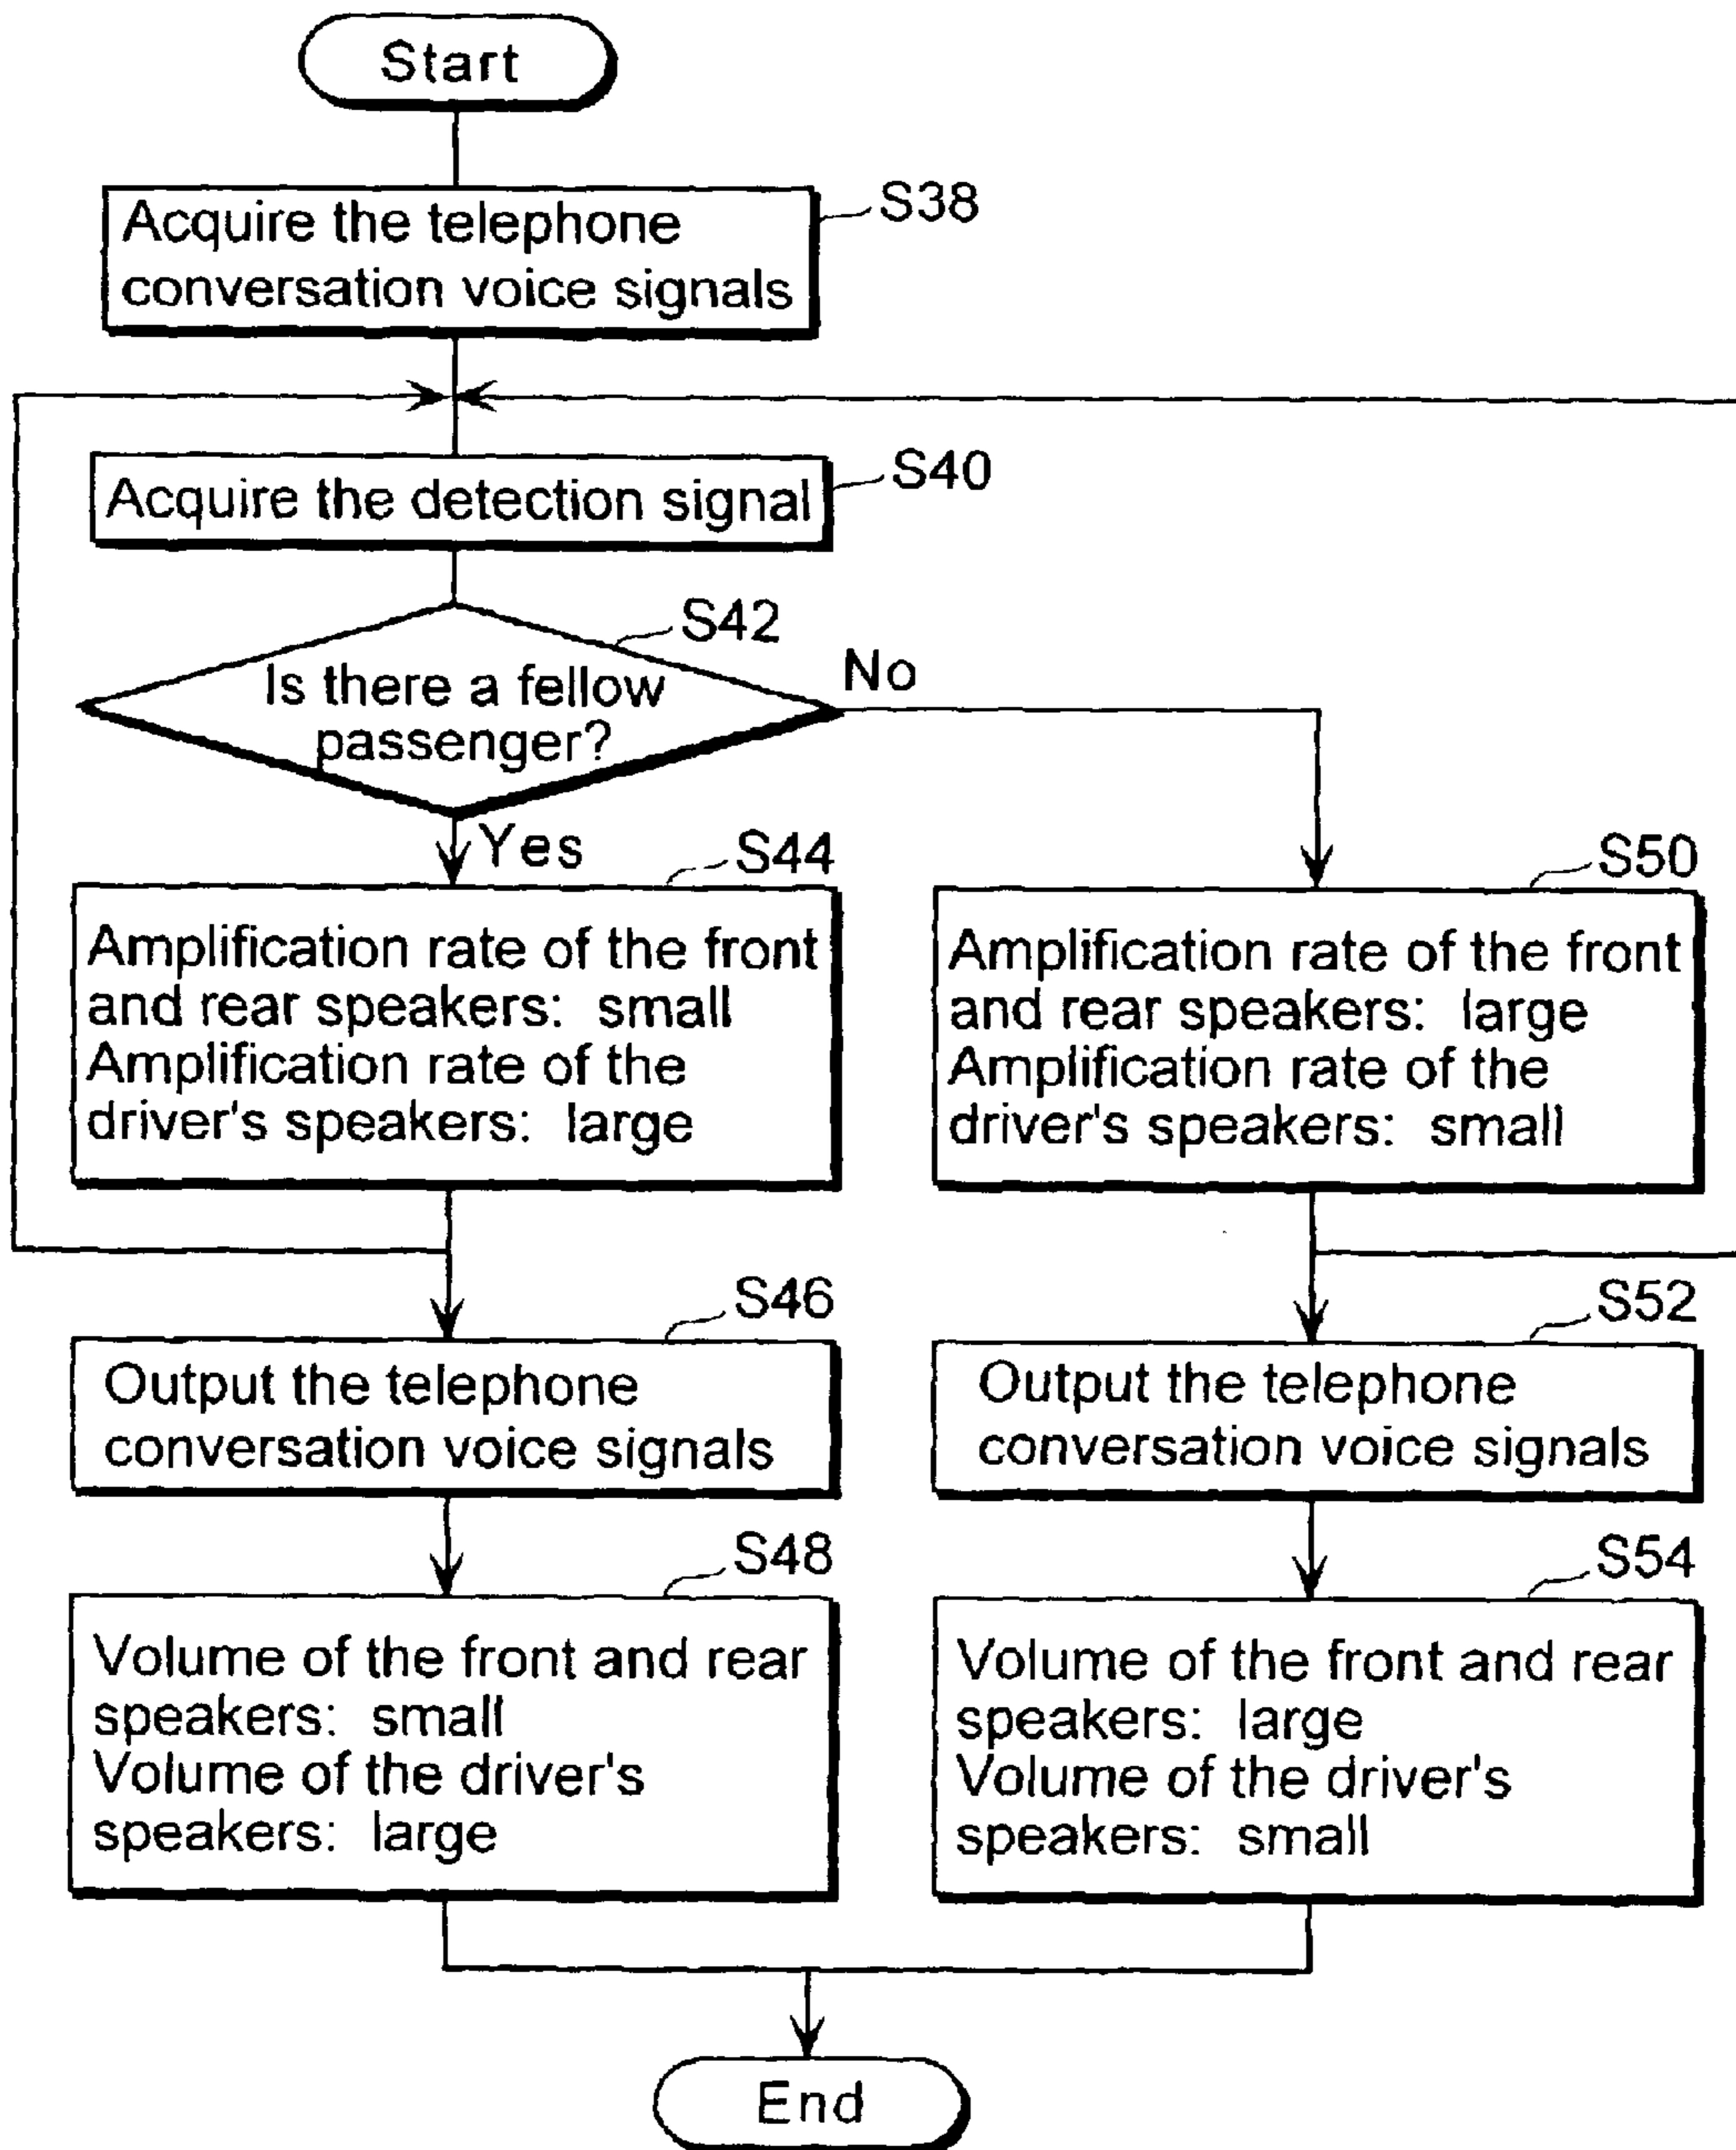 Start
Acquire the telephone
conversation voice signals
S38
Acquire the detection signal
S40
S42
Is there a fellow
passenger?
No
Yes
S44
Amplification rate of the front
and rear speakers: small
Amplification rate of the
driver's speakers: large
S50
Amplification rate of the front
and rear speakers: large
Amplification rate of the
driver's speakers: small
S46
Output the telephone
conversation voice signals
S52
Output the telephone
conversation voice signals
S48
Volume of the front and rear
speakers: small
Volume of the driver's
speakers: large
S54
Volume of the front and rear
speakers: large
Volume of the driver's
speakers: small
End